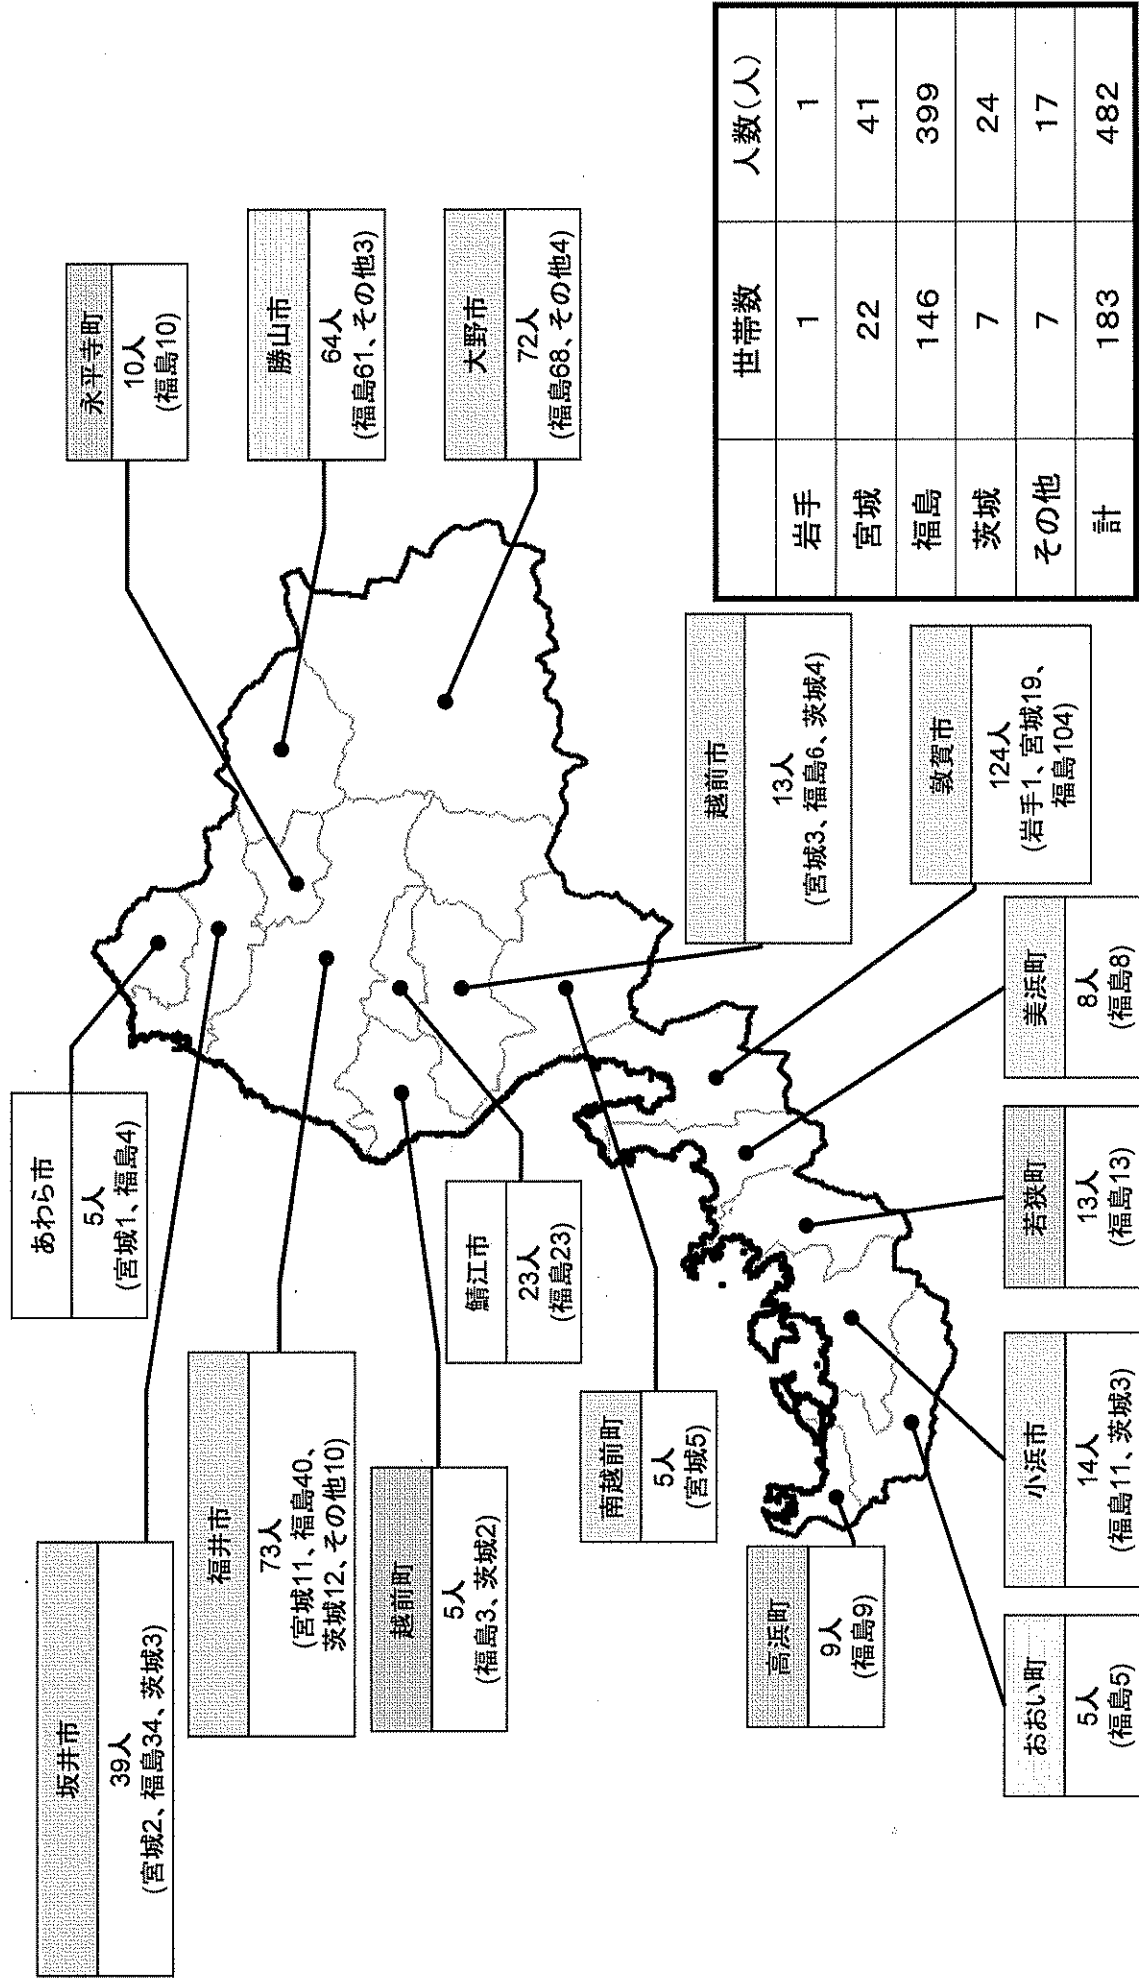 永平寺町
10人
(福島10)
勝山市
64人
(福島61、その他3)
大野市
72人
(福島68、その他4)
あわら市
5人
(宮城1、福島4)
坂井市
39人
(宮城2、福島34、茨城3)
福井市
73人
(宮城11、福島40、
茨城12、その他10)
越前町
5人
(福島3、茨城2)
鯖江市
23人
(福島23)
南越前町
5人
(宮城5)
越前市
13人
(宮城3、福島6、茨城4)
敦賀市
124人
(岩手1、宮城19、
福島104)
美浜町
8人
(福島8)
若狭町
13人
(福島13)
小浜市
14人
(福島11、茨城3)
おおい町
5人
(福島5)
高浜町
9人
(福島9)
世帯数 人数(人)
岩手 1 1
宮城 22 41
福島 146 399
茨城 7 24
その他 7 17
計 183 482